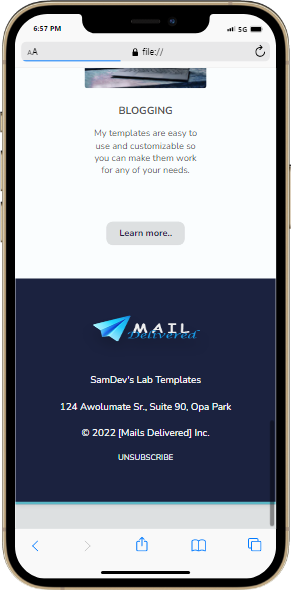 6:57 PM
5G
AA
file://
BLOGGING
My templates are easy to
use and customizable so
you can make them work
for any of your needs.
Learn more..
MAIL
Delivered
SamDev's Lab Templates
124 Awolumate Sr., Suite 90, Opa Park
© 2022 [Mails Delivered] Inc.
UNSUBSCRIBE